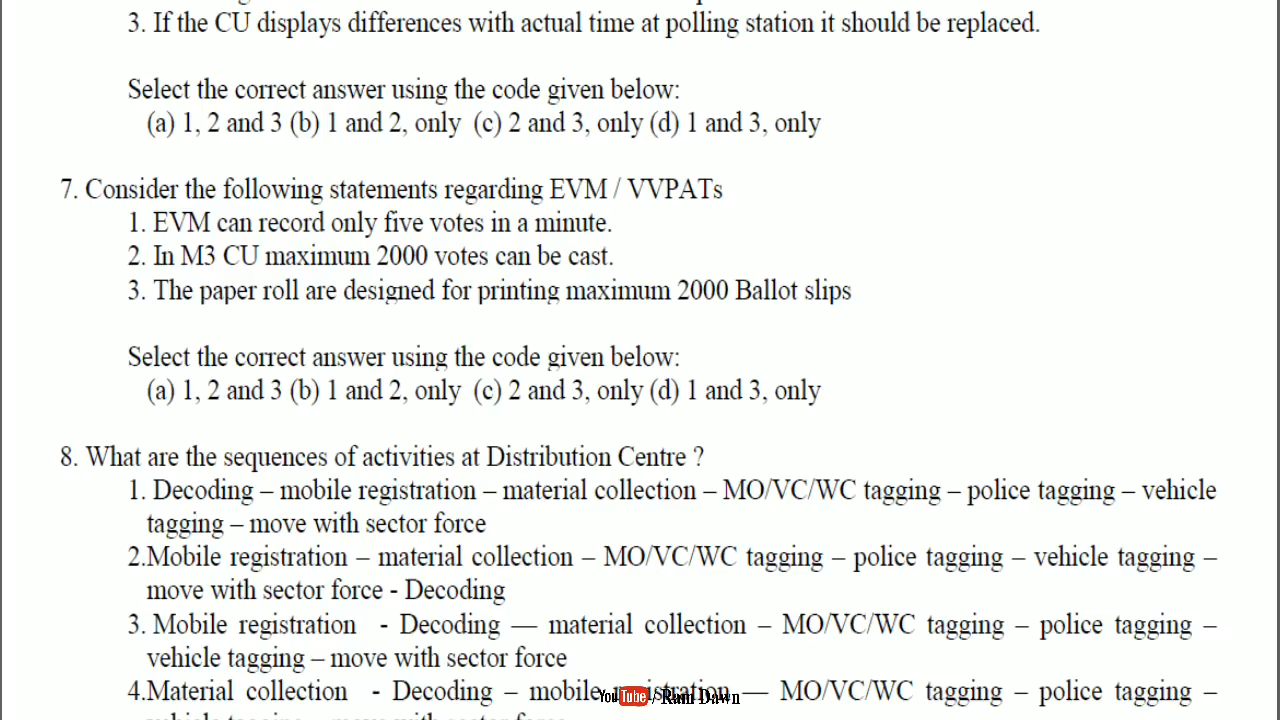 3. If the CU displays differences with actual time at polling station it should be replaced.
Select the correct answer using the code given below:
(a) 1, 2 and 3 (b) 1 and 2, only (c) 2 and 3, only (d) 1 and 3, only
7. Consider the following statements regarding EVM / VVPATs
1. EVM can record only five votes in a minute.
2. In M3 CU maximum 2000 votes can be cast.
3. The paper roll are designed for printing maximum 2000 Ballot slips
Select the correct answer using the code given below:
(a) 1, 2 and 3 (b) 1 and 2, only (c) 2 and 3, only (d) 1 and 3, only
8. What are the sequences of activities at Distribution Centre ?
1. Decoding – mobile registration – material collection – MO/VC/WC tagging – police tagging – vehicle
tagging – move with sector force
2.Mobile registration – material collection – MO/VC/WC tagging – police tagging – vehicle tagging –
move with sector force - Decoding
3. Mobile registration - Decoding — material collection – MO/VC/WC tagging – police tagging –
vehicle tagging – move with sector force
4.Material collection - Decoding – mobile registration — MO/VC/WC tagging – police tagging –
YouTube / Ram Dawn